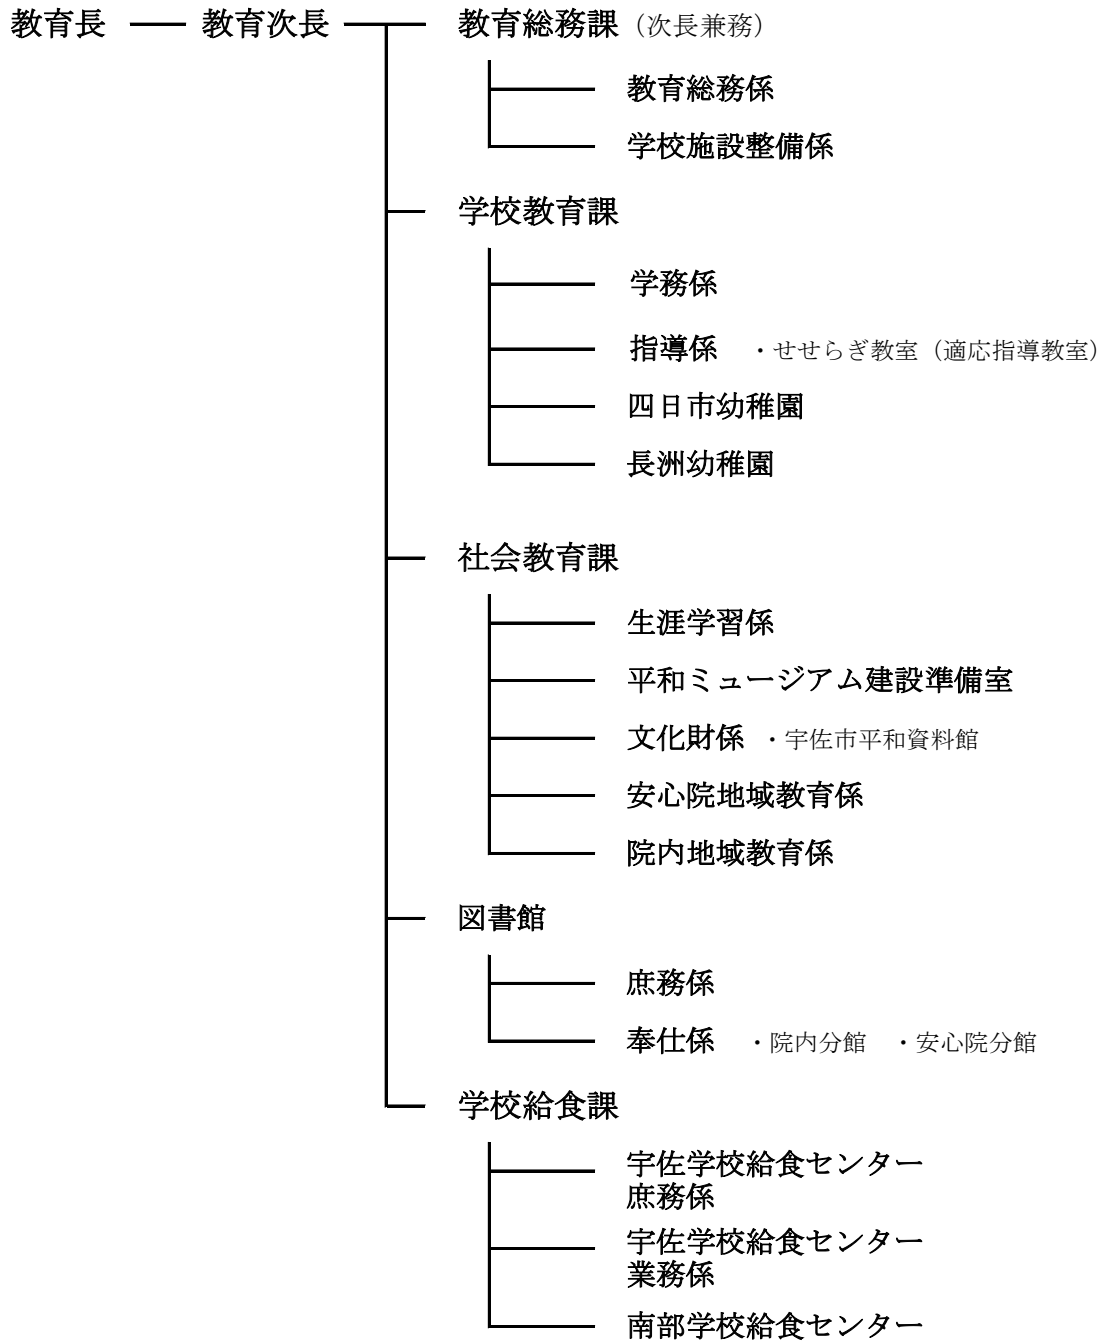 教育長 教育次長 教育総務課（次長兼務）
教育総務係
学校施設整備係
学校教育課
学務係
指導係 ・せせらぎ教室（適応指導教室）
四日市幼稚園
長洲幼稚園
社会教育課
生涯学習係
平和ミュージアム建設準備室
文化財係 ・宇佐市平和資料館
安心院地域教育係
院内地域教育係
図書館
庶務係
奉仕係 ・院内分館 ・安心院分館
学校給食課
宇佐学校給食センター
庶務係
宇佐学校給食センター
業務係
南部学校給食センター